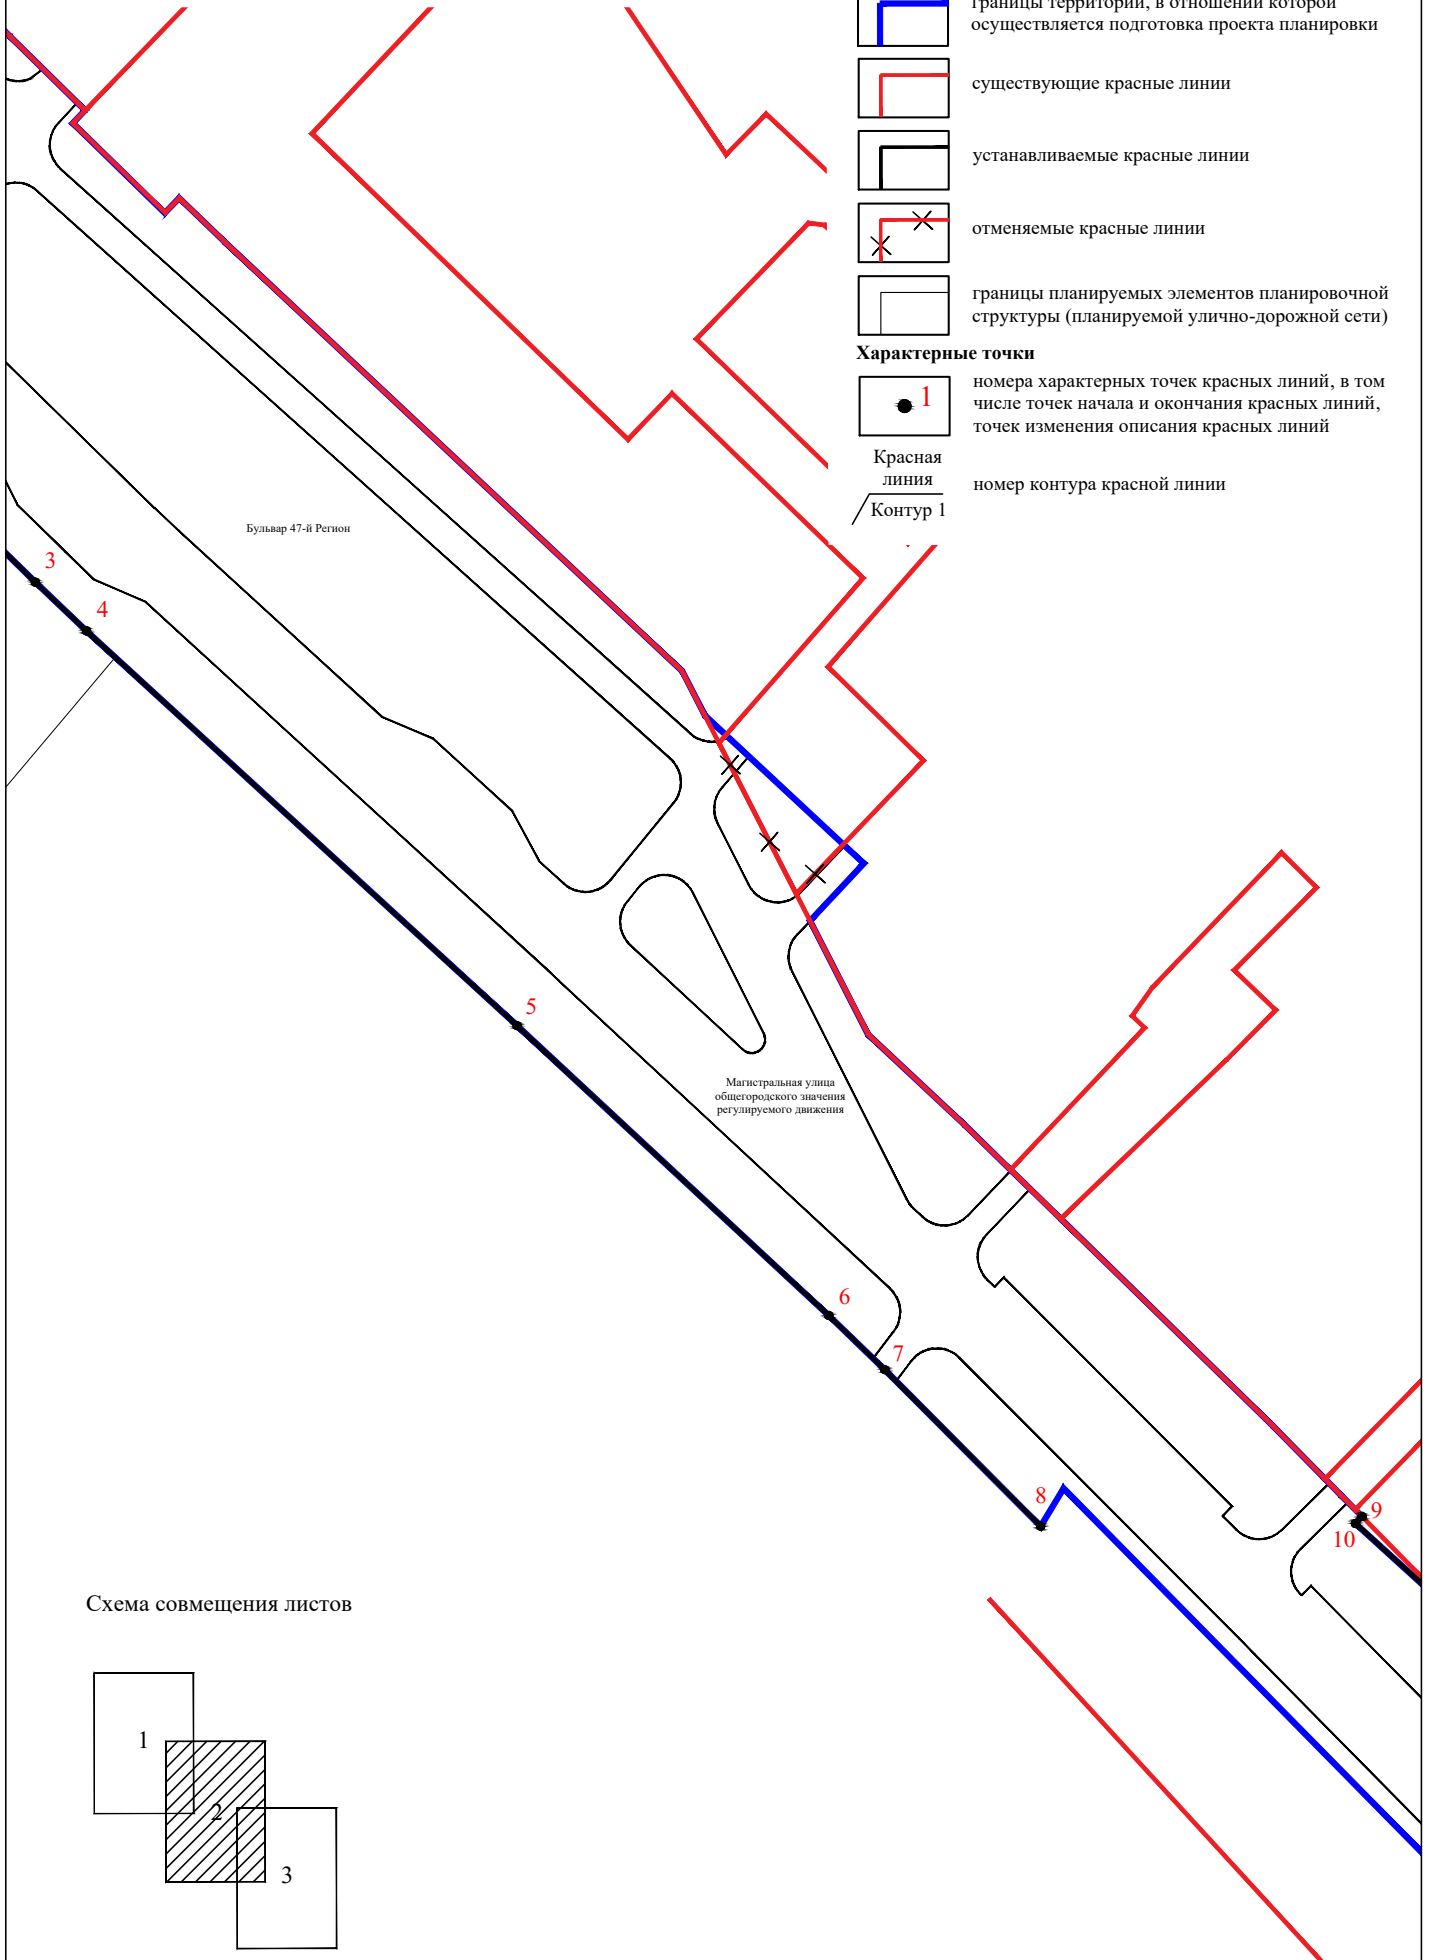 границы территории, в отношении которой
осуществляется подготовка проекта планировки
существующие красные линии
устанавливаемые красные линии
отменяемые красные линии
границы планируемых элементов планировочной
структуры (планируемой улично-дорожной сети)
Характерные точки
1
номера характерных точек красных линий, в том
числе точек начала и окончания красных линий,
точек изменения описания красных линий
Красная
линия
Контур 1
номер контура красной линии
Бульвар 47-й Регион
3
4
5
Магистральная улица
общегородского значения
регулируемого движения
6
7
8
9
10
Схема совмещения листов
1
2
3